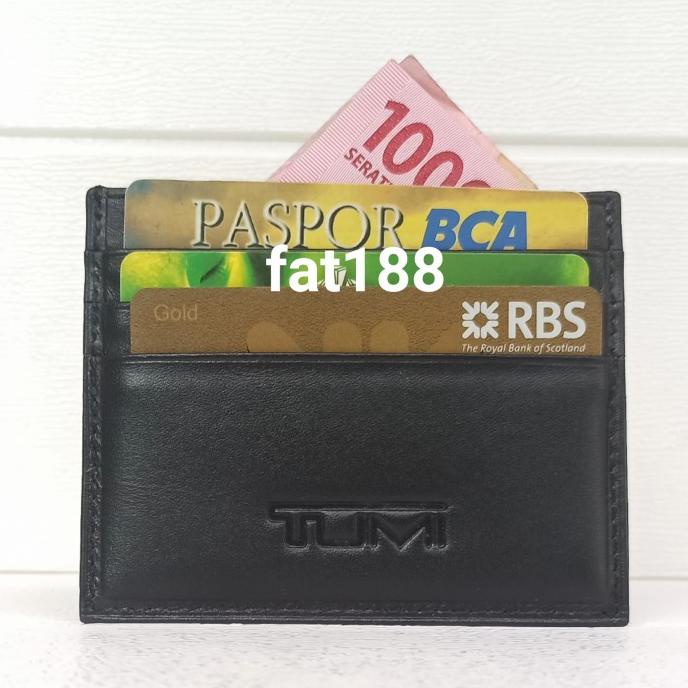 1000
SERAT
PASPOR BCA
fat188
Gold
RBS
The Royal Bank of Scotland
TUMI